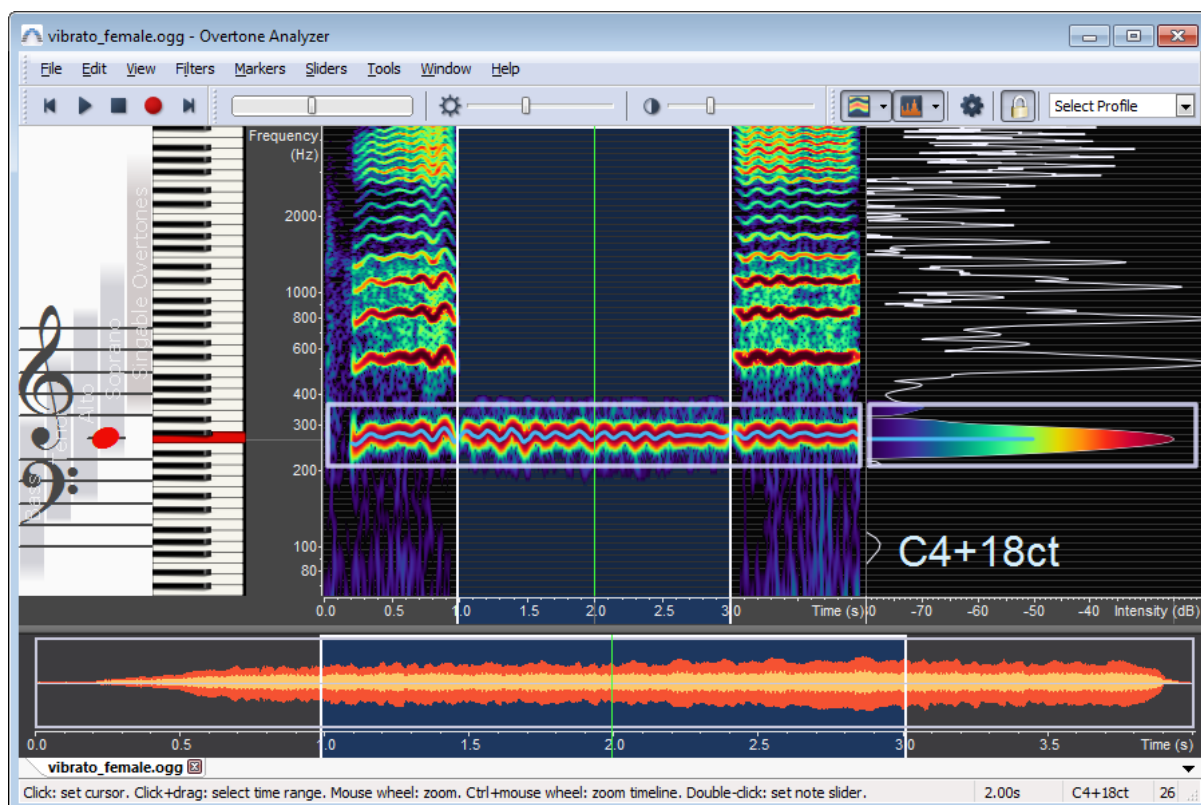 vibrato_female.ogg - Overtone Analyzer
File Edit View Filters Markers Sliders Tools Window Help
Select Profile
Frequency
(Hz)
2000
1000
800
600
400
300
200
100
80
Bass
Tenor
Alto
Soprano
Singable Overtones
C4+18ct
0.0 0.5 1.0 1.5 2.0 2.5 3.0 Time (s)
-70 -60 -50 -40 Intensity (dB)
0.0 0.5 1.0 1.5 2.0 2.5 3.0 3.5 Time (s)
vibrato_female.ogg
Click: set cursor. Click+drag: select time range. Mouse wheel: zoom. Ctrl+mouse wheel: zoom timeline. Double-click: set note slider. 2.00s C4+18ct 26